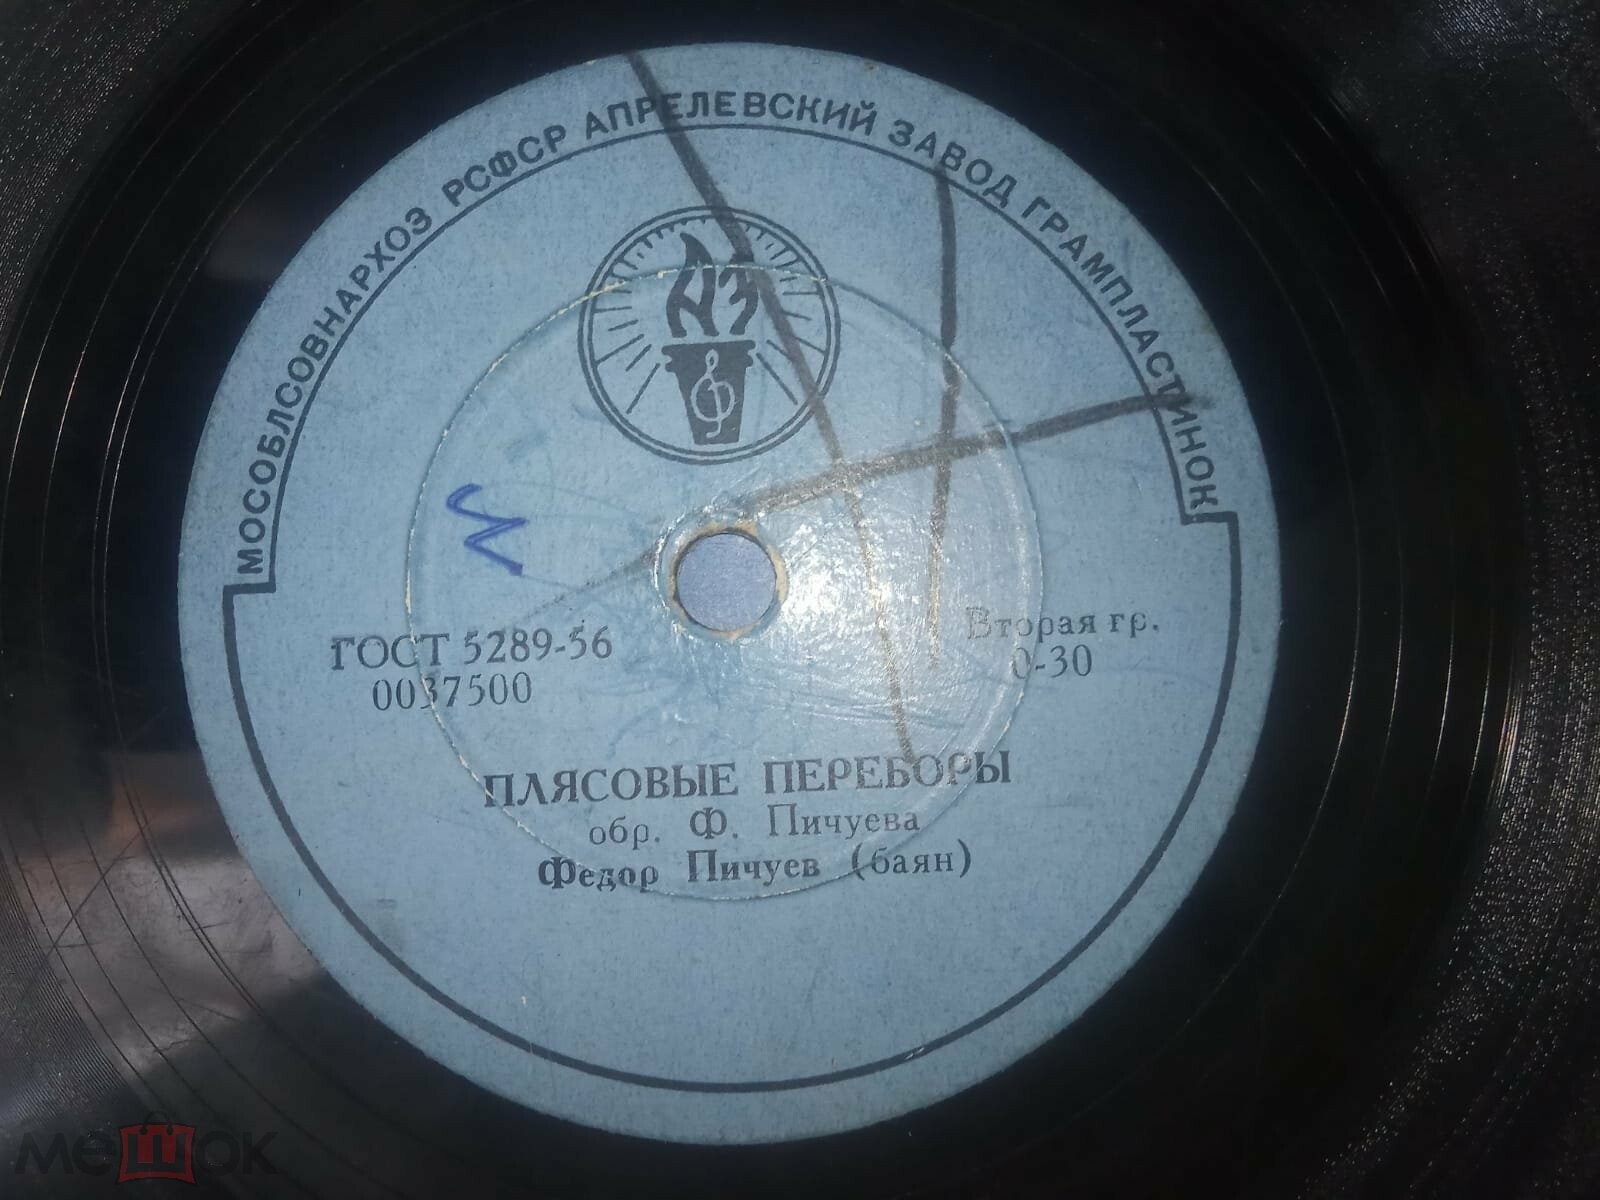 МОСОБЛСОВНАРХОЗ РСФСР АПРЕЛЕВСКИЙ ЗАВОД ГРАМПЛАСТИНОК
АЗ
ГОСТ 5289-56
0037500
Вторая гр.
0-30
ПЛЯСОВЫЕ ПЕРЕБОРЫ
обр. Ф. Пичуева
Федор Пичуев (баян)
мешок